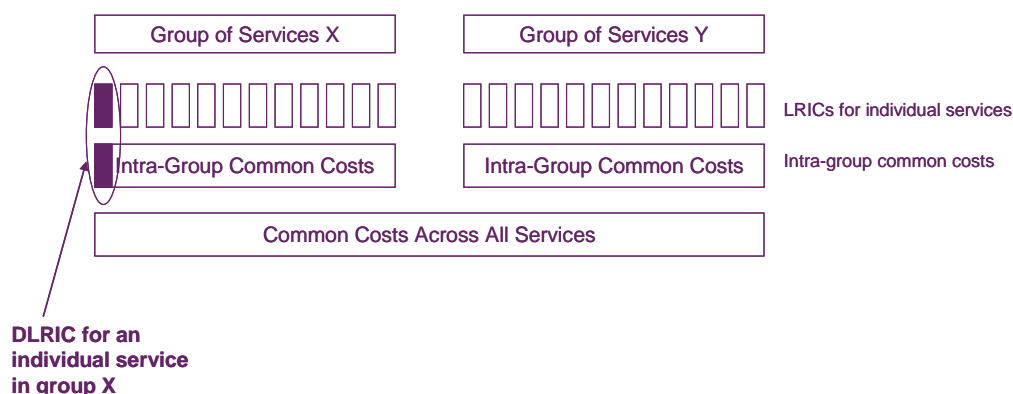 Group of Services X
Group of Services Y
LRICs for individual services
Intra-Group Common Costs
Intra-Group Common Costs
Intra-group common costs
Common Costs Across All Services
DLRIC for an
individual service
in group X